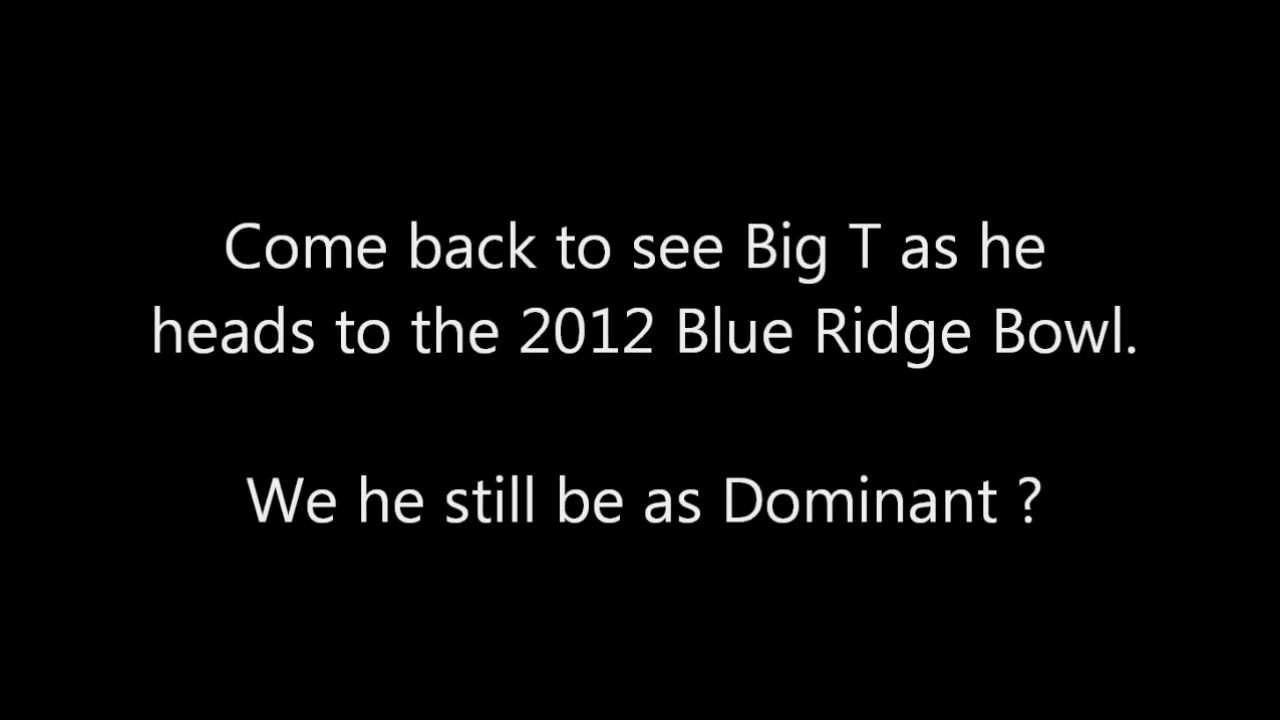 Come back to see Big T as he
heads to the 2012 Blue Ridge Bowl.
We he still be as Dominant ?